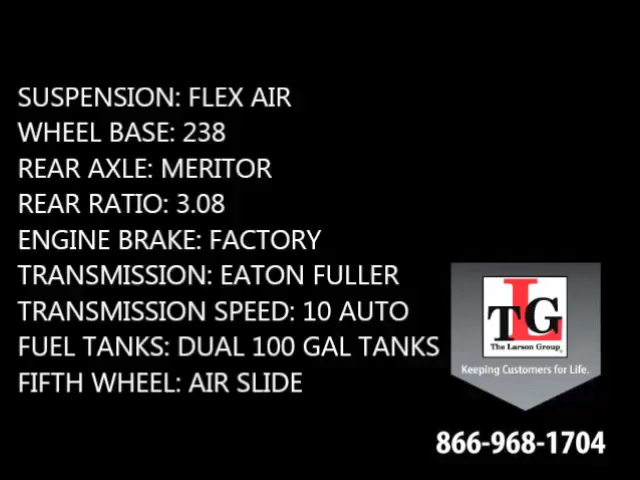 SUSPENSION: FLEX AIR
WHEEL BASE: 238
REAR AXLE: MERITOR
REAR RATIO: 3.08
ENGINE BRAKE: FACTORY
TRANSMISSION: EATON FULLER
TRANSMISSION SPEED: 10 AUTO
FUEL TANKS: DUAL 100 GAL TANKS
FIFTH WHEEL: AIR SLIDE
TLG
The Larson Group
Keeping Customers for Life.
866-968-1704